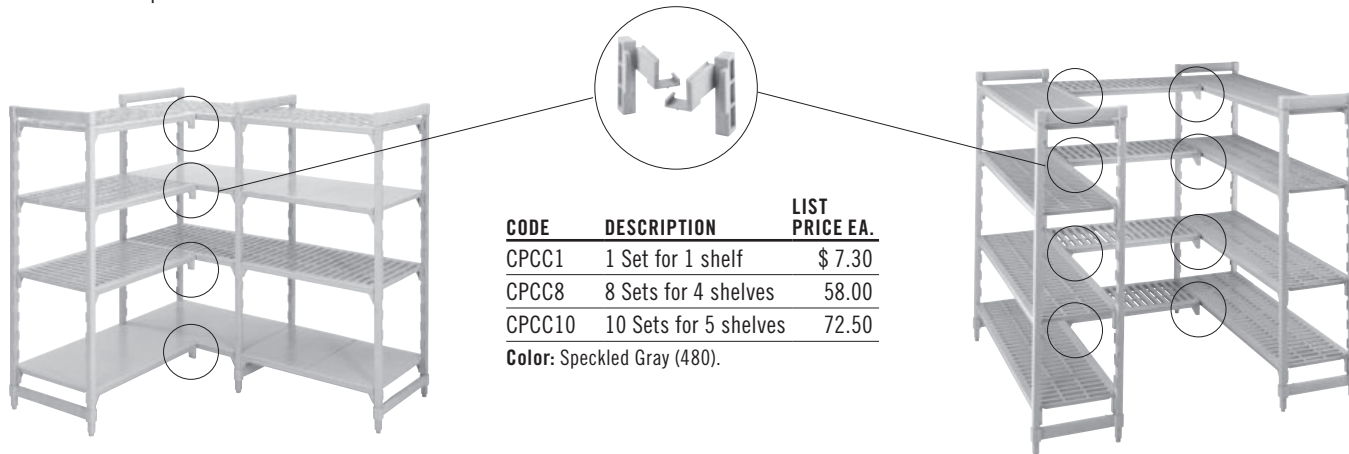 CODE DESCRIPTION LIST PRICE EA.
CPCC1 1 Set for 1 shelf $ 7.30
CPCC8 8 Sets for 4 shelves 58.00
CPCC10 10 Sets for 5 shelves 72.50
Color: Speckled Gray (480).